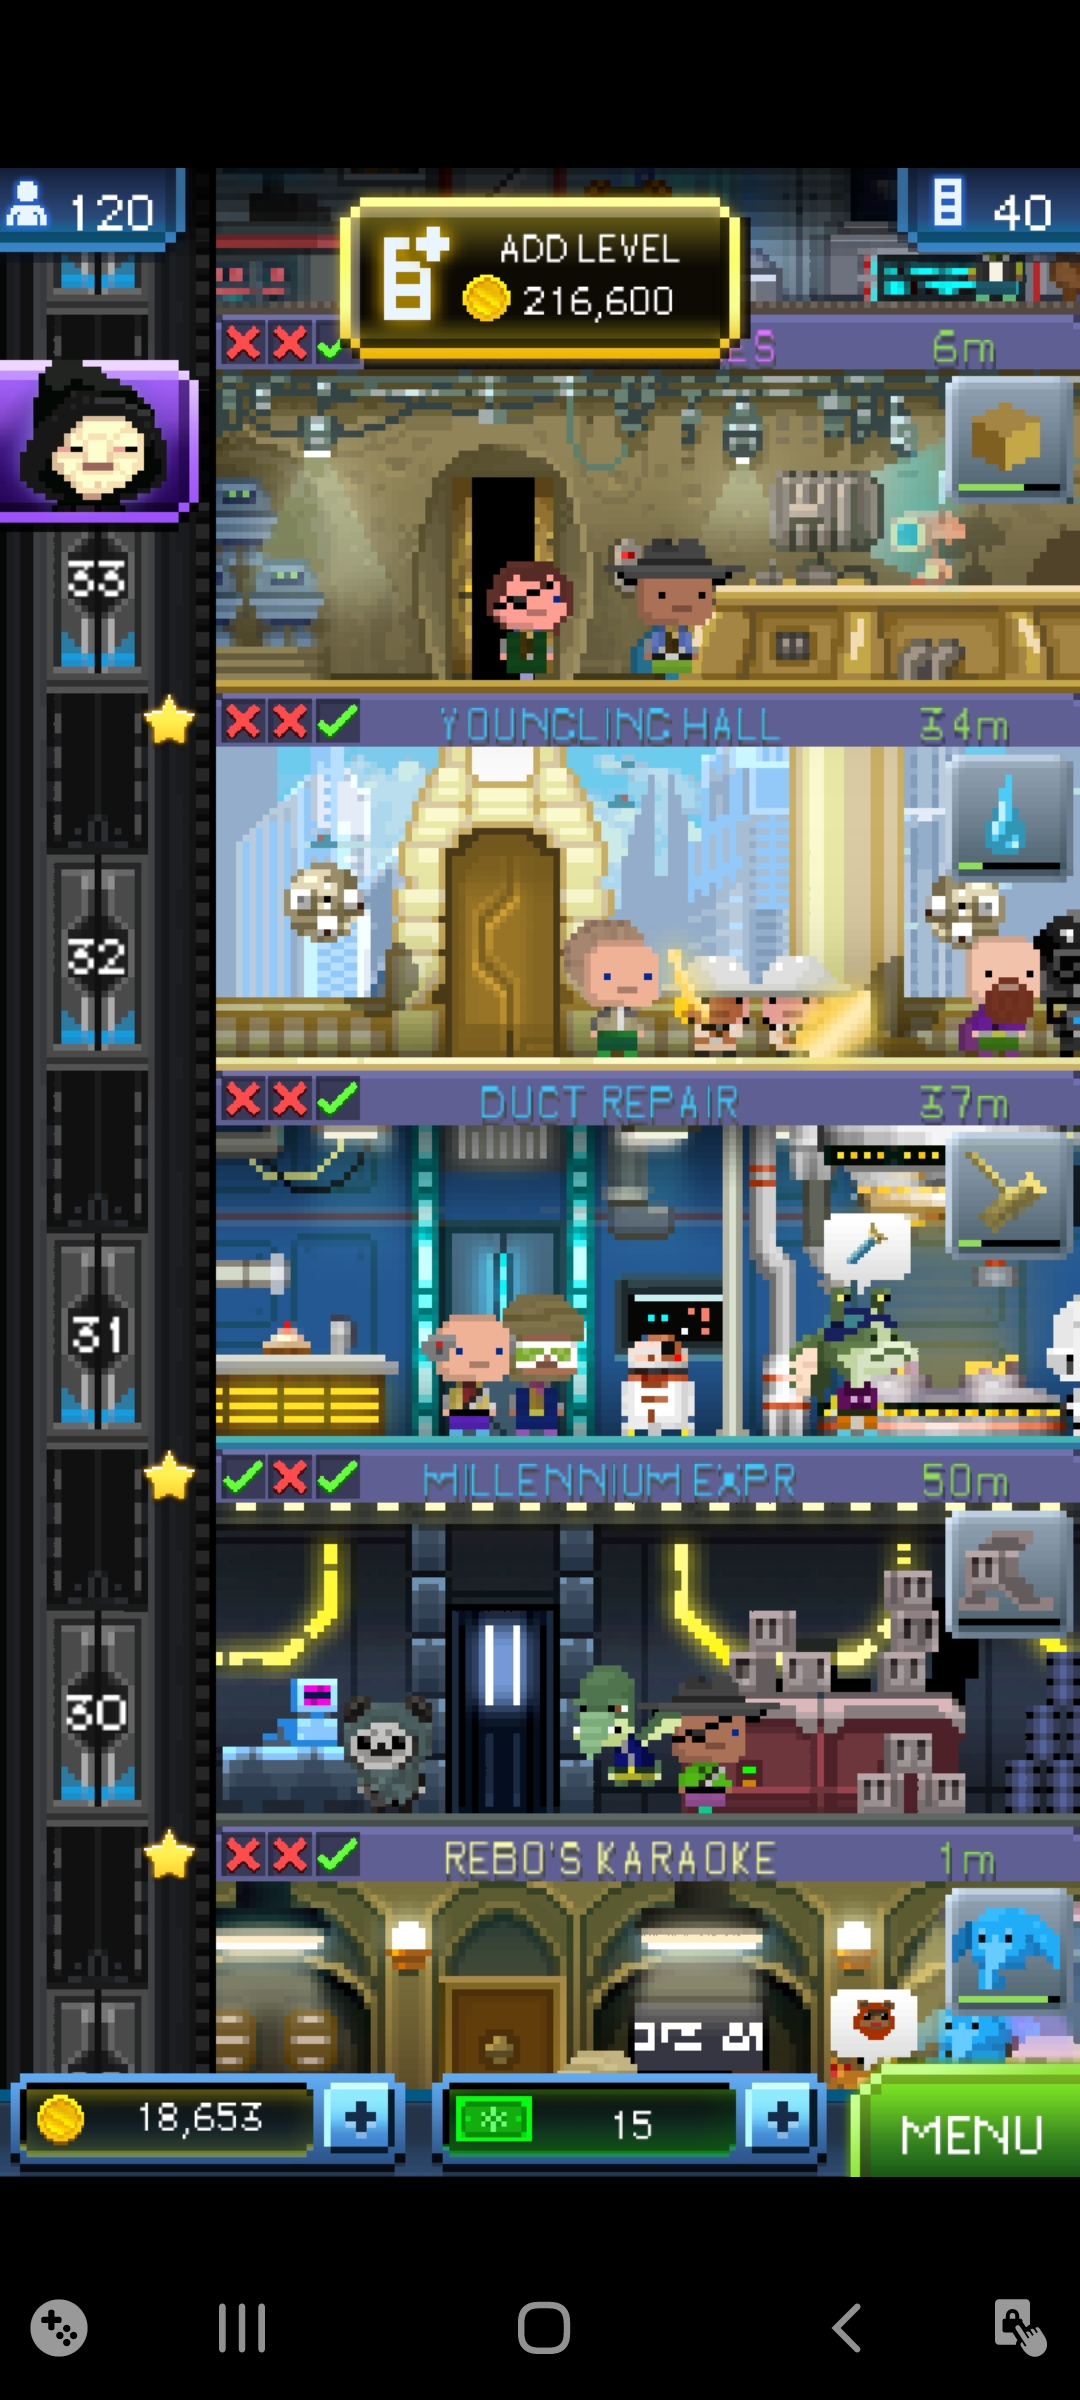 120
ADD LEVEL
216,600
40
ES
6m
33
YOUNGLING HALL
34m
32
DUCT REPAIR
37m
31
MILLENNIUM EXPR
50m
30
REBO'S KARAOKE
1m
18,653
15
MENU